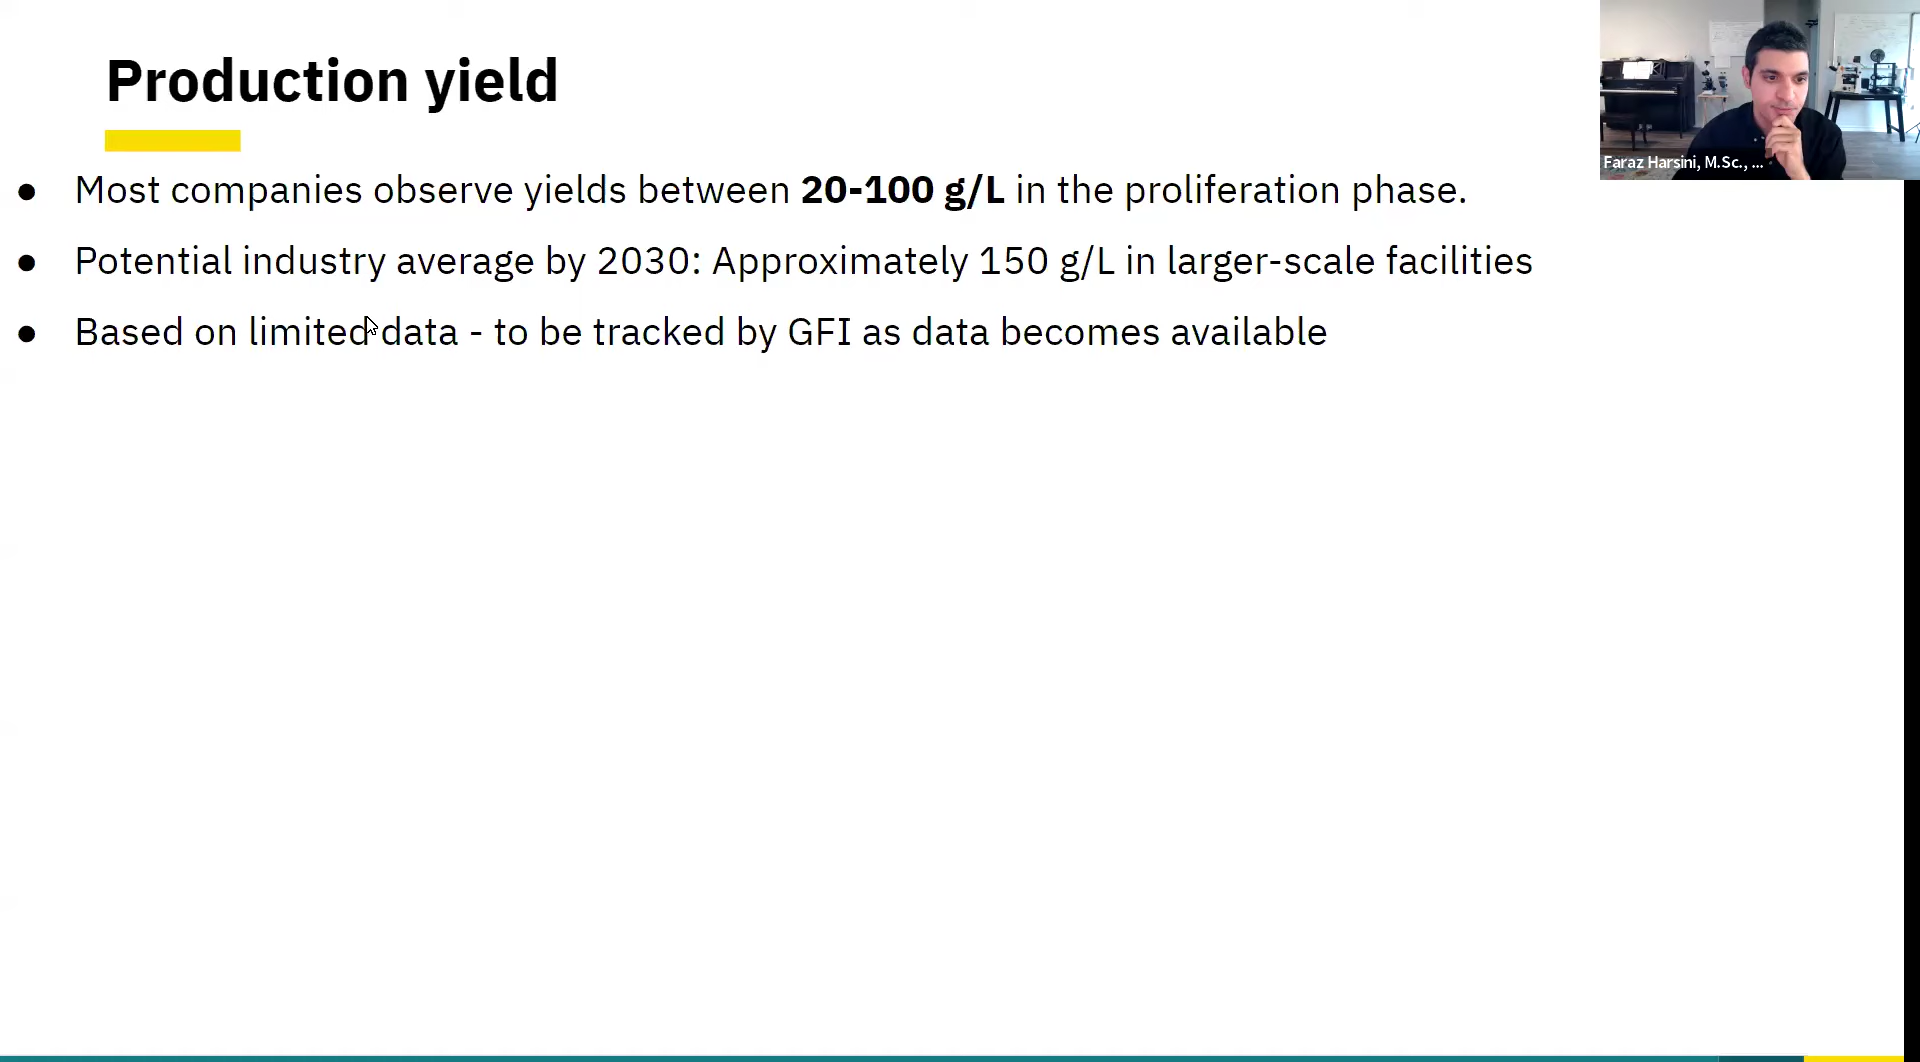 Production yield
Most companies observe yields between 20-100 g/L in the proliferation phase.
Potential industry average by 2030: Approximately 150 g/L in larger-scale facilities
Based on limited data - to be tracked by GFI as data becomes available
Faraz Harsini, M.Sc., ...